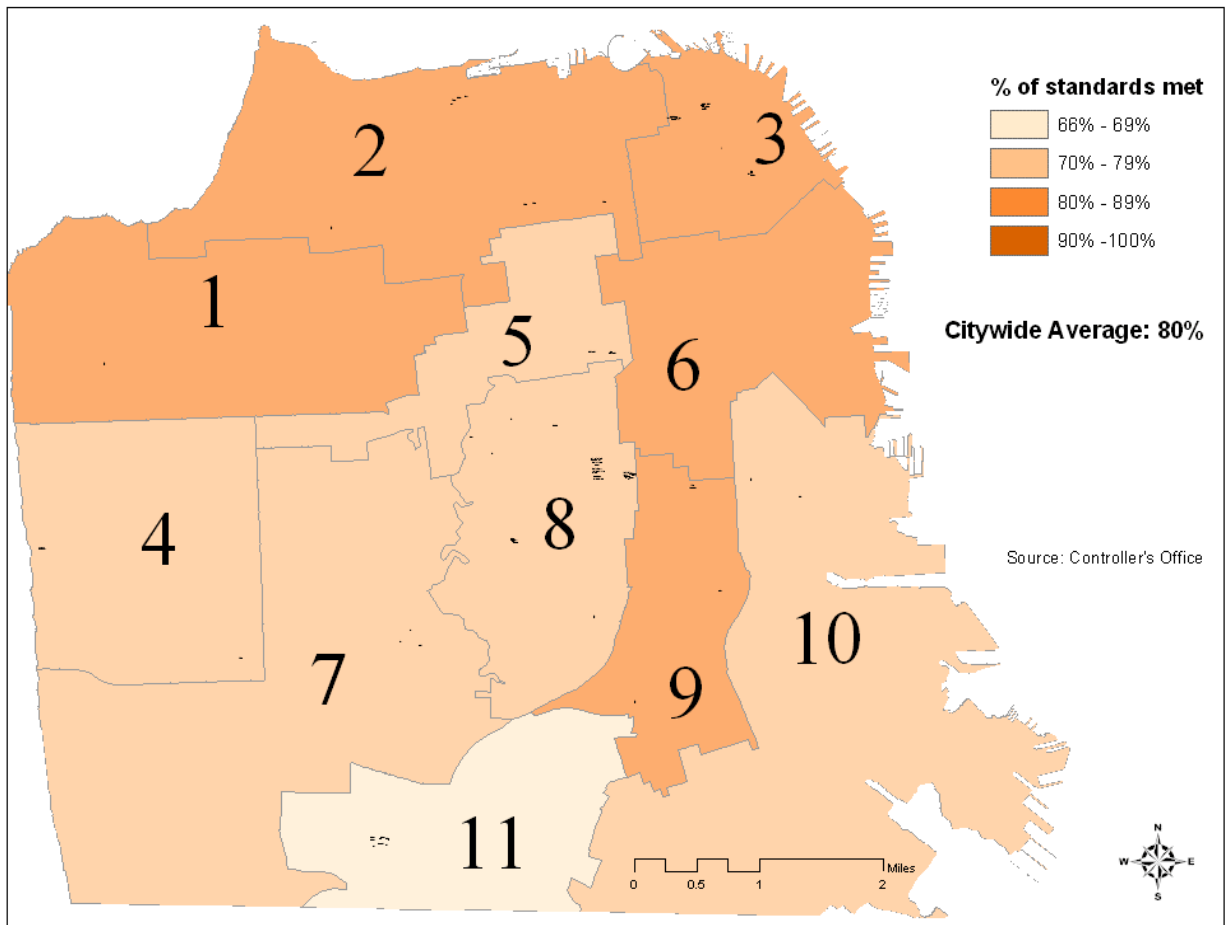 % of standards met
66% - 69%
70% - 79%
80% - 89%
90% -100%
Citywide Average: 80%
Source: Controller's Office
2
3
1
5
6
4
8
7
10
9
11
Miles
0 0.5 1 2
N
W E
S